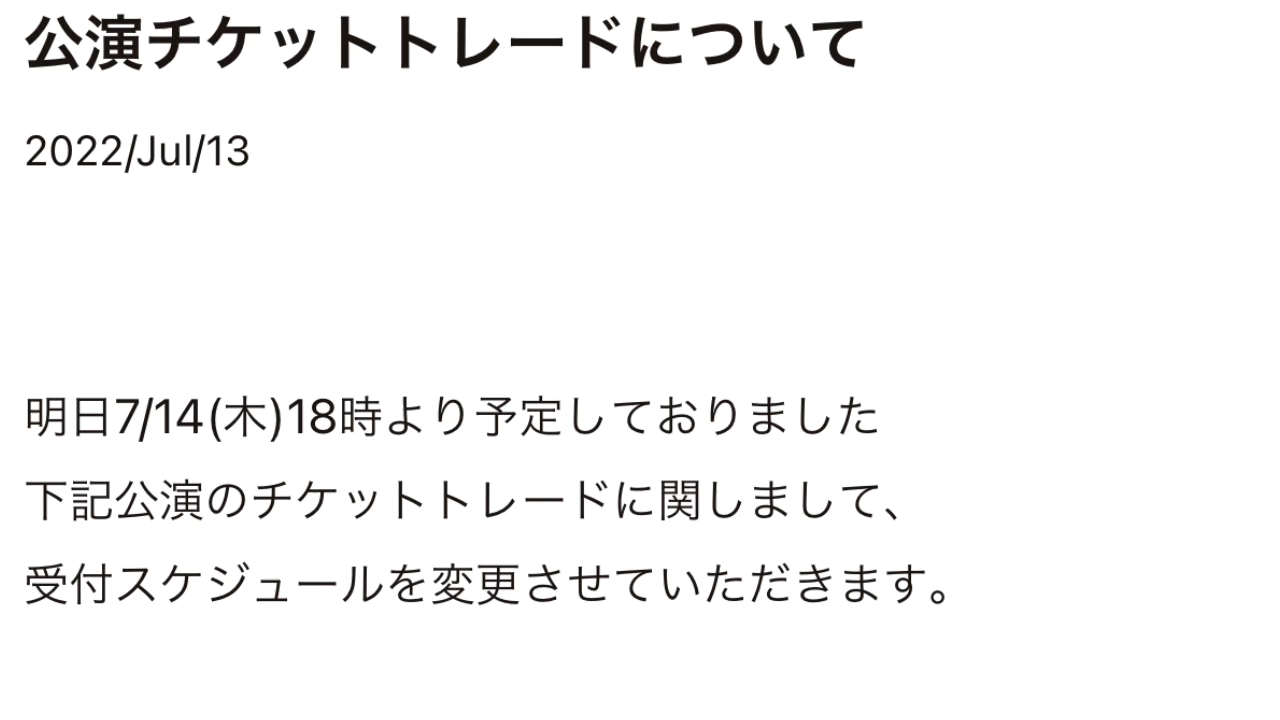 公演チケットトレードについて
2022/Jul/13
明日7/14(木)18時より予定しておりました
下記公演のチケットトレードに関しまして、
受付スケジュールを変更させていただきます。